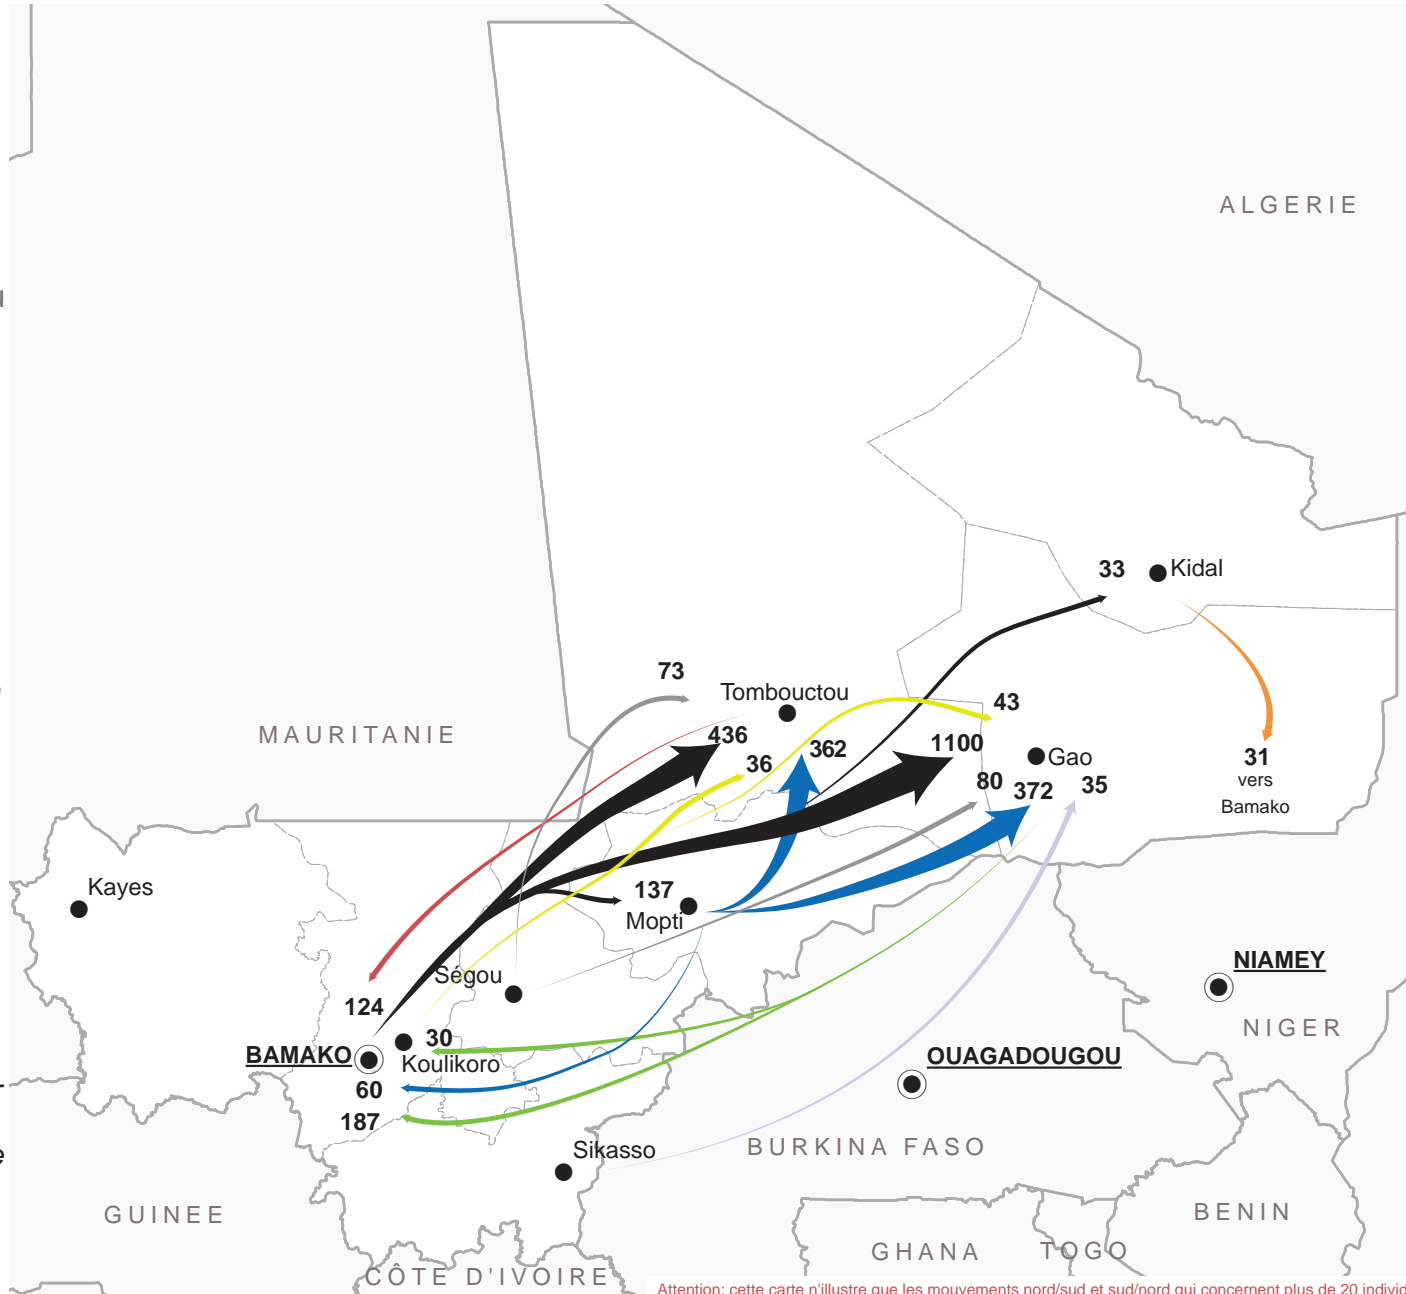 ALGERIE
33
Kidal
73
Tombouctou
43
MAURITANIE
436
362
1100
36
Gao
31
vers
Bamako
80
372
35
Kayes
137
Mopti
Ségou
NIAMEY
124
NIGER
30
BAMAKO
Koulikoro
OUAGADOUGOU
60
187
Sikasso
BURKINA FASO
GUINEE
BENIN
GHANA
TOGO
CÔTE D'IVOIRE
Attention: cette carte n'illustre que les mouvements nord/sud et sud/nord qui concernent plus de 20 individ